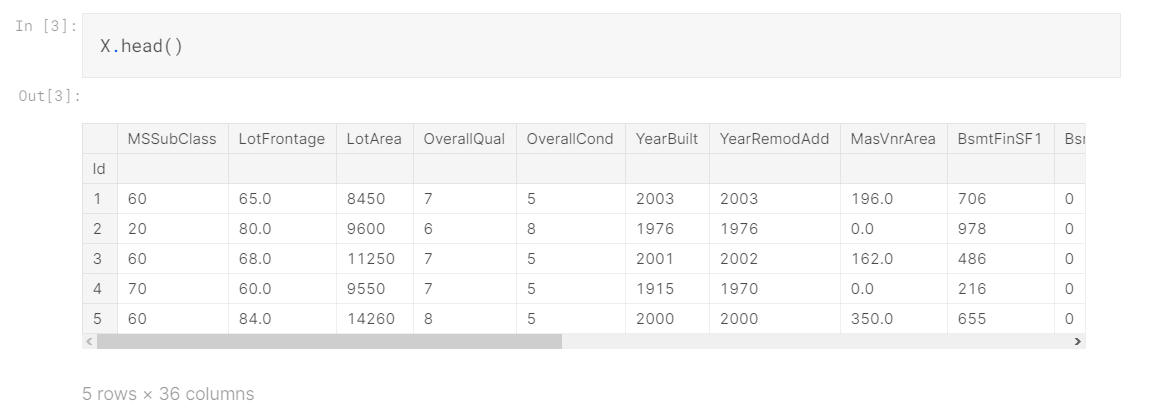 In [3]:
X.head()
Out[3]:
MSSubClass LotFrontage LotArea OverallQual OverallCond YearBuilt YearRemodAdd MasVnrArea BsmtFinSF1
Id
1 60 65.0 8450 7 5 2003 2003 196.0 706 0
2 20 80.0 9600 6 8 1976 1976 0.0 978 0
3 60 68.0 11250 7 5 2001 2002 162.0 486 0
4 70 60.0 9550 7 5 1915 1970 0.0 216 0
5 60 84.0 14260 8 5 2000 2000 350.0 655 0
5 rows × 36 columns